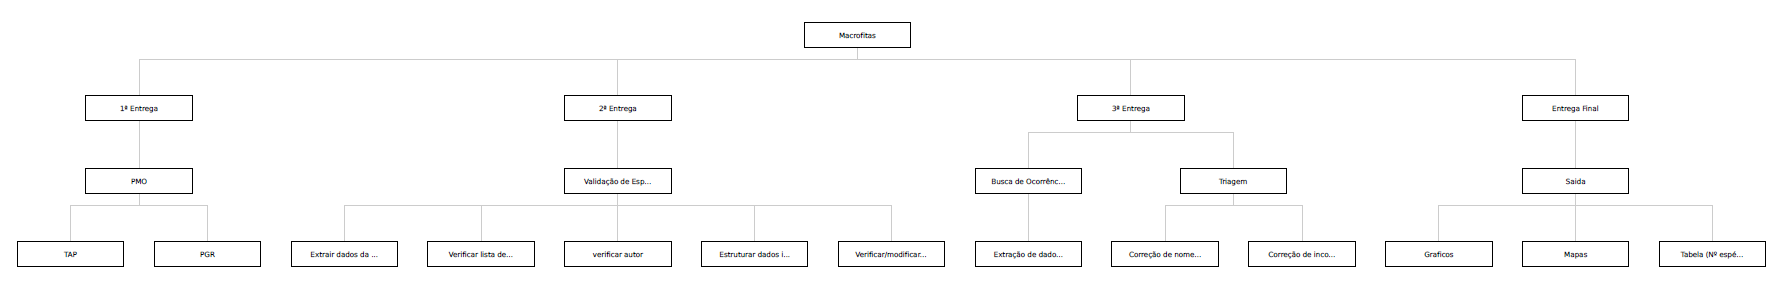 Macrofitas
1ª Entrega
2ª Entrega
3ª Entrega
Entrega Final
PMO
Validação de Esp...
Busca de Ocorrênc...
Triagem
Saida
TAP
PGR
Extrair dados da ...
Verificar lista de...
verificar autor
Estruturar dados i...
Verificar/modificar...
Extração de dado...
Correção de nome...
Correção de inco...
Graficos
Mapas
Tabela (Nº espé...